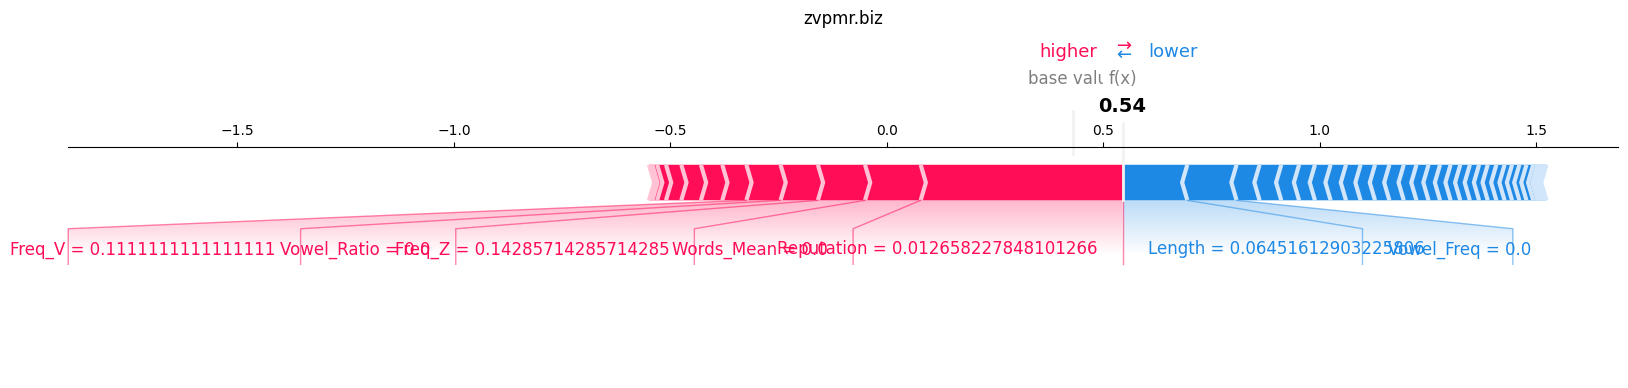 zvpmr.biz
higher ⇄ lower
base valu f(x)
0.54
−1.5 −1.0 −0.5 0.0 0.5 1.0 1.5
Freq_V = 0.1111111111111111 Vowel_Ratio = 0.0 Freq_Z = 0.14285714285714285 Words_Mean = 0.0 Reputation = 0.012658227848101266 Length = 0.06451612903225806 Vowel_Freq = 0.0